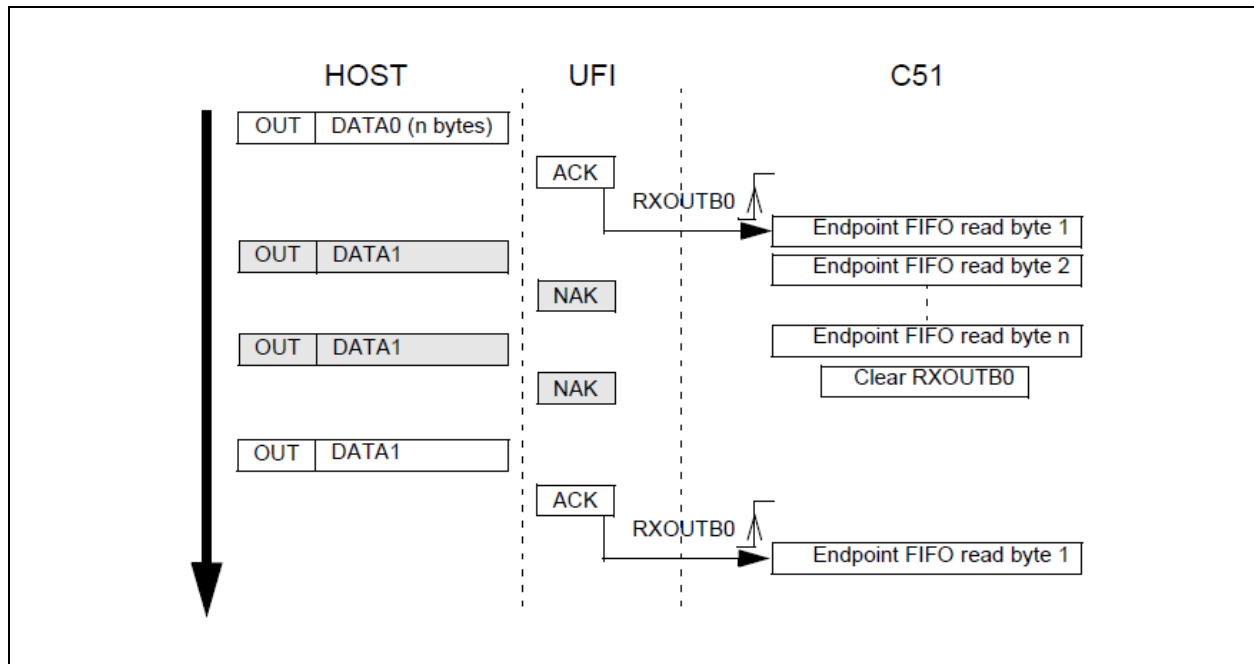 HOST UFI C51
OUT DATA0 (n bytes)
ACK
RXOUTB0
Endpoint FIFO read byte 1
OUT DATA1
Endpoint FIFO read byte 2
NAK
Endpoint FIFO read byte n
OUT DATA1
Clear RXOUTB0
NAK
OUT DATA1
ACK
RXOUTB0
Endpoint FIFO read byte 1